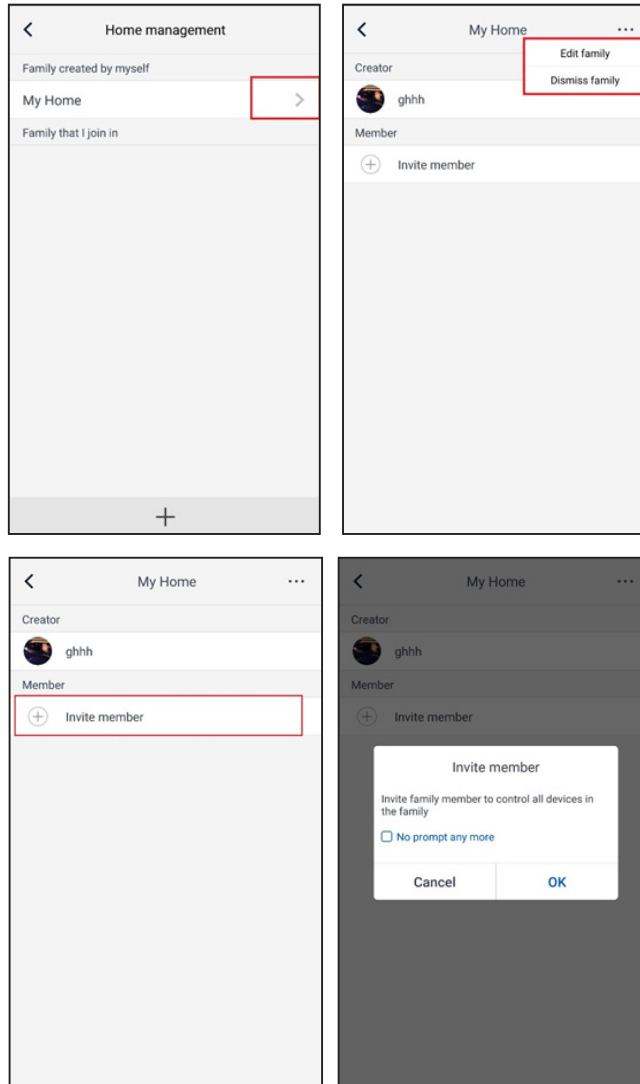 Home management
Family created by myself
My Home
Family that I join in
My Home
Edit family
Dismiss family
Creator
ghhh
Member
Invite member
My Home
Creator
ghhh
Member
Invite member
My Home
Creator
ghhh
Member
Invite member
Invite member
Invite family member to control all devices in
the family
No prompt any more
Cancel OK